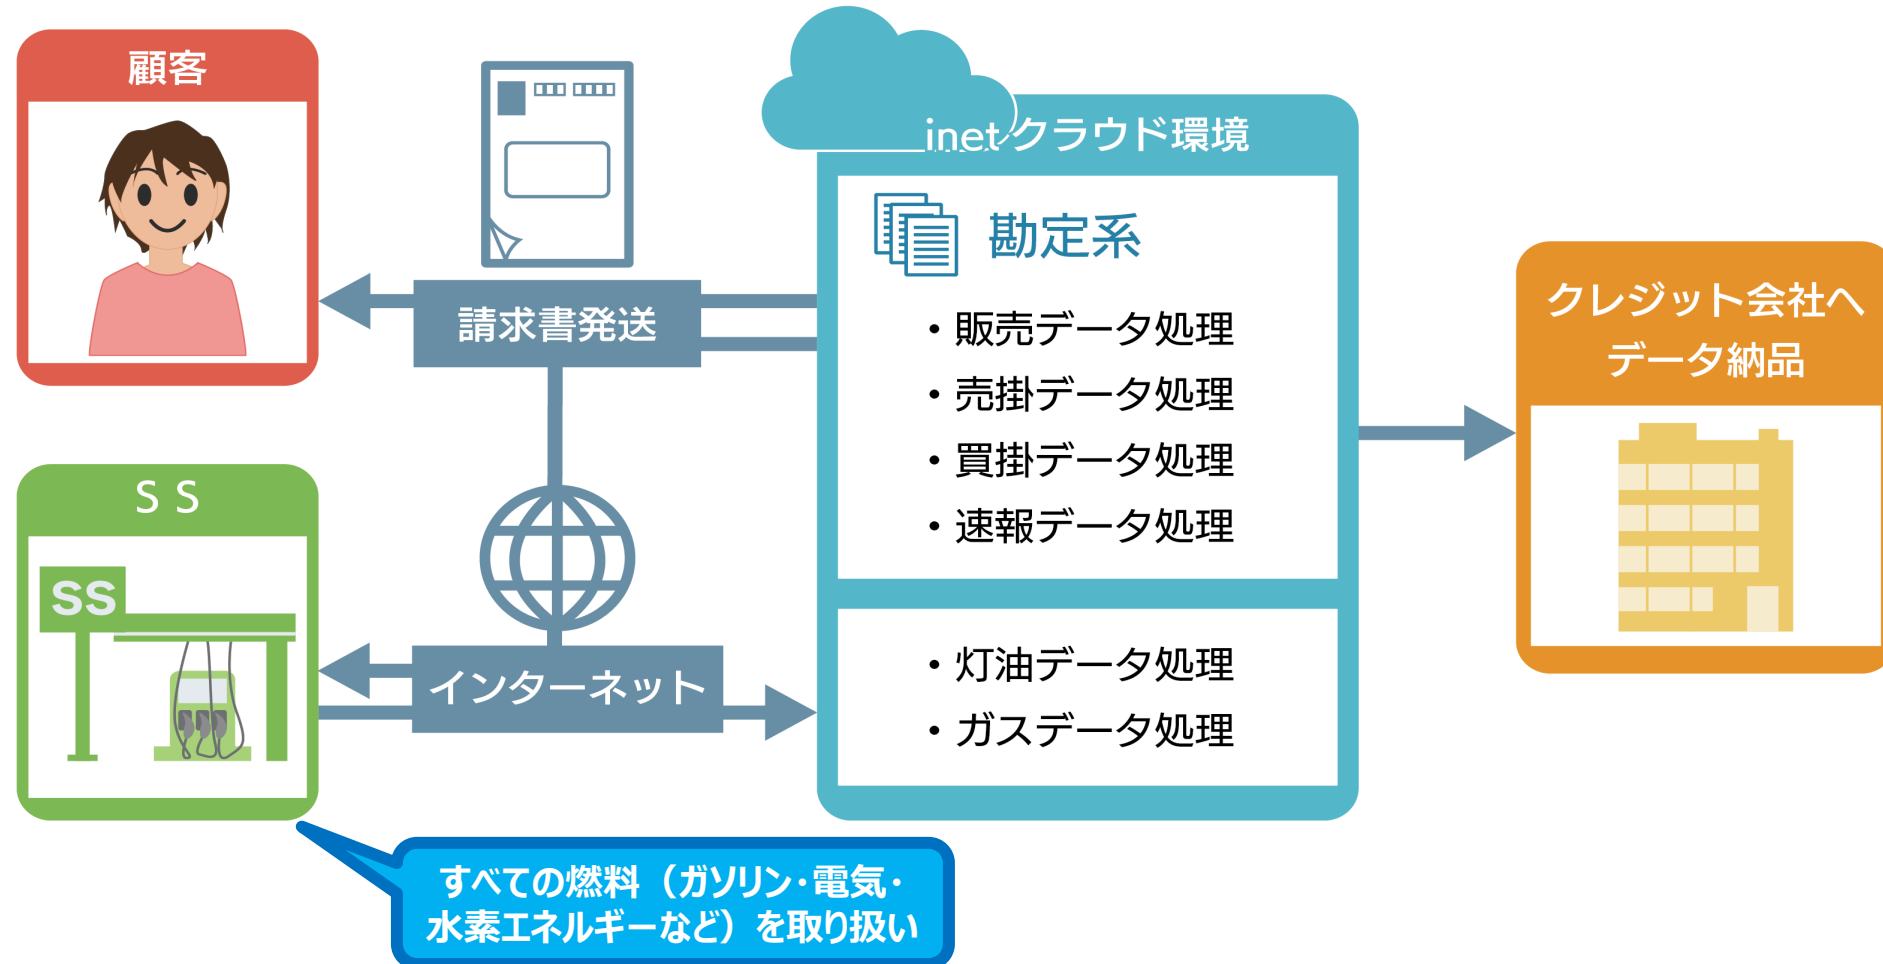 顧客
請求書発送
SS
SS
インターネット
inetクラウド環境
勘定系
・販売データ処理
・売掛データ処理
・買掛データ処理
・速報データ処理
・灯油データ処理
・ガスデータ処理
クレジット会社へ
データ納品
すべての燃料（ガソリン・電気・
水素エネルギーなど）を取り扱い